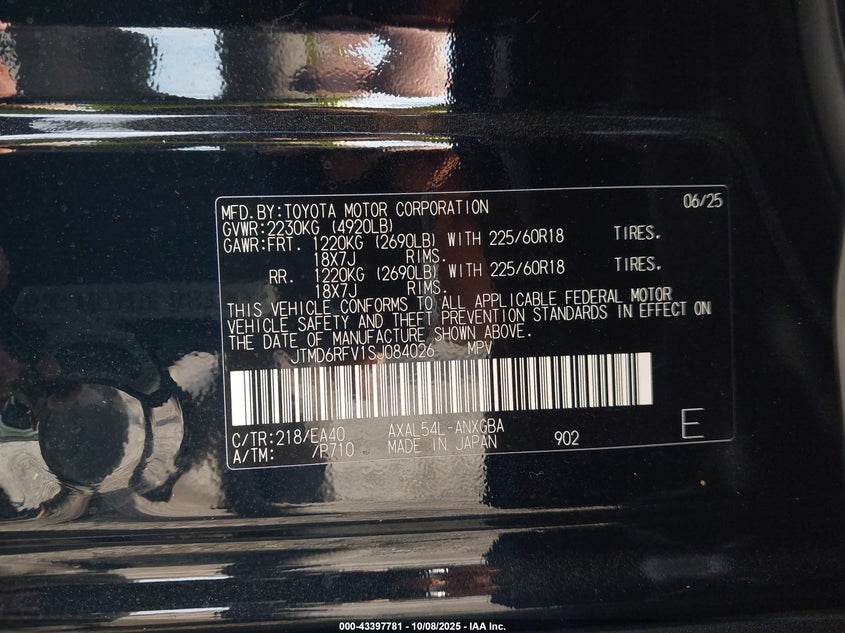 MFD.BY:TOYOTA MOTOR CORPORATION 06/25
GVWR:2230KG (4920LB)
GAWR:FRT. 1220KG (2690LB) WITH 225/60R18 TIRES.
18X7J RIMS.
RR. 1220KG (2690LB) WITH 225/60R18 TIRES.
18X7J RIMS.
THIS VEHICLE CONFORMS TO ALL APPLICABLE FEDERAL MOTOR
VEHICLE SAFETY AND THEFT PREVENTION STANDARDS IN EFFECT ON
THE DATE OF MANUFACTURE SHOWN ABOVE.
JTMD6RFV1SJ084026 MPV
C/TR:218/EA40 AXAL54L-ANXGBA
A/TM: /P710 MADE IN JAPAN 902 E
000-43397781 - 10/08/2025 - IAA Inc.